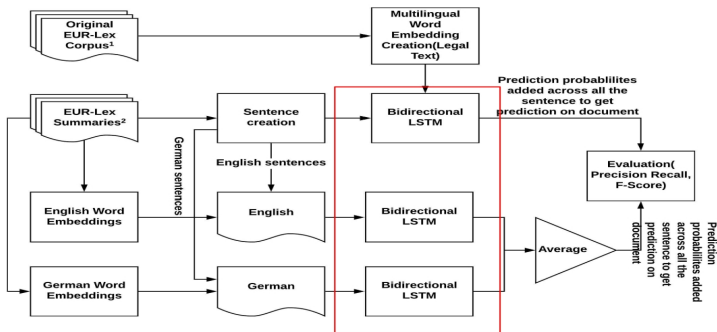 Original
EUR-Lex
Corpus¹
Multilingual
Word
Embedding
Creation(Legal
Text)
Prediction probablilites
added across all the
sentence to get
prediction on document
EUR-Lex
Summaries²
Sentence
creation
Bidirectional
LSTM
German sentences
English sentences
Evaluation(
Precision Recall,
F-Score)
English Word
Embeddings
English
Bidirectional
LSTM
Average
Prediction
probablilites added
across all the
sentence to get
prediction on
document
German Word
Embeddings
German
Bidirectional
LSTM